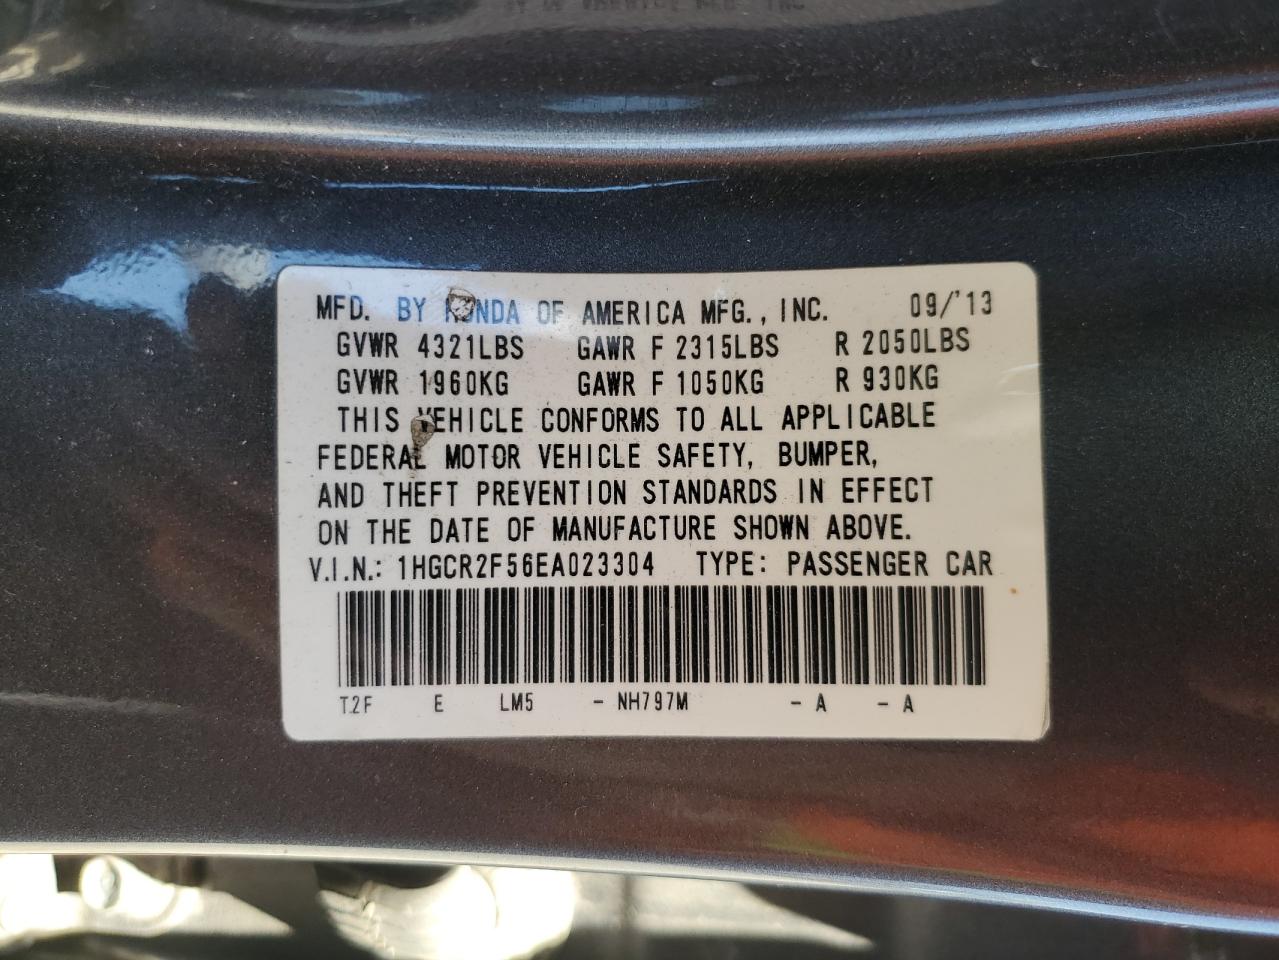 MFD. BY HONDA OF AMERICA MFG., INC. 09/'13
GVWR 4321LBS GAWR F 2315LBS R 2050LBS
GVWR 1960KG GAWR F 1050KG R 930KG
THIS VEHICLE CONFORMS TO ALL APPLICABLE
FEDERAL MOTOR VEHICLE SAFETY, BUMPER,
AND THEFT PREVENTION STANDARDS IN EFFECT
ON THE DATE OF MANUFACTURE SHOWN ABOVE.
V.I.N.: 1HGCR2F56EA023304 TYPE: PASSENGER CAR
T2F E LM5 - NH797M - A - A